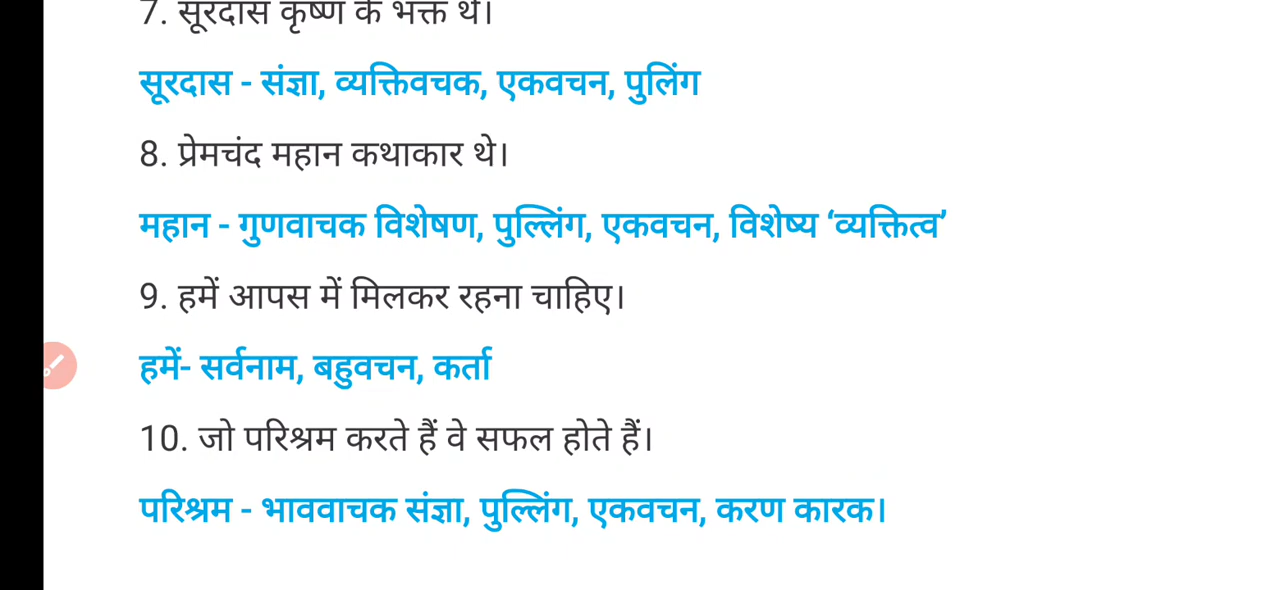 7. सूरदास कृष्ण के भक्त थे।
सूरदास - संज्ञा, व्यक्तिवचक, एकवचन, पुलिंग
8. प्रेमचंद महान कथाकार थे।
महान - गुणवाचक विशेषण, पुल्लिंग, एकवचन, विशेष्य ‘व्यक्तित्व’
9. हमें आपस में मिलकर रहना चाहिए।
हमें- सर्वनाम, बहुवचन, कर्ता
10. जो परिश्रम करते हैं वे सफल होते हैं।
परिश्रम - भाववाचक संज्ञा, पुल्लिंग, एकवचन, करण कारक।